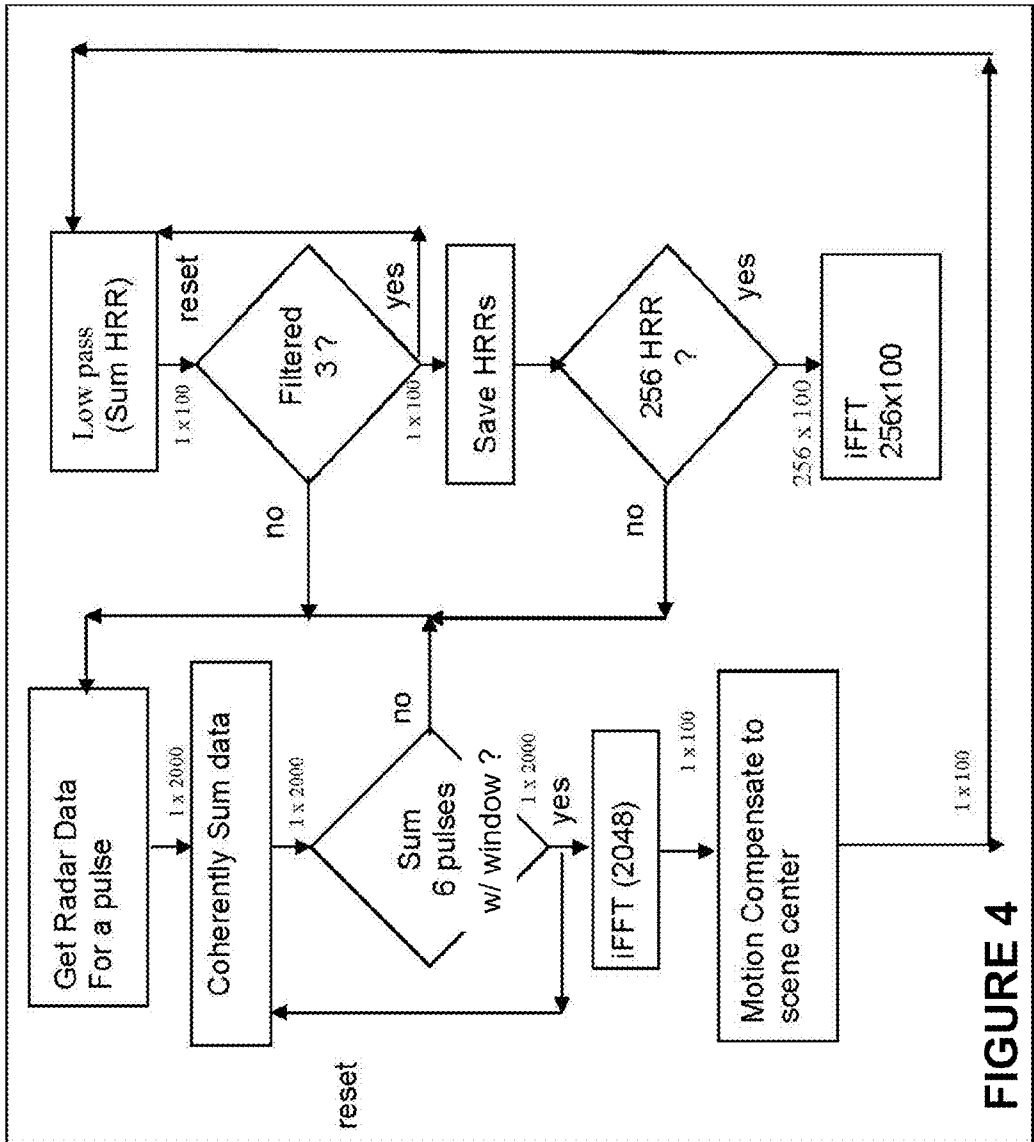 Get Radar Data
For a pulse
1 x 2000
Coherently Sum data
1 x 2000
Sum
6 pulses
w/ window ?
no
1 x 2000
yes
reset
iFFT (2048)
1 x 100
Motion Compensate to
scene center
1 x 100
Low pass
(Sum HRR)
reset
1 x 100
Filtered
3 ?
no
yes
1 x 100
Save HRRs
256 HRR
?
no
yes
256 x 100
iFFT
256x100
FIGURE 4